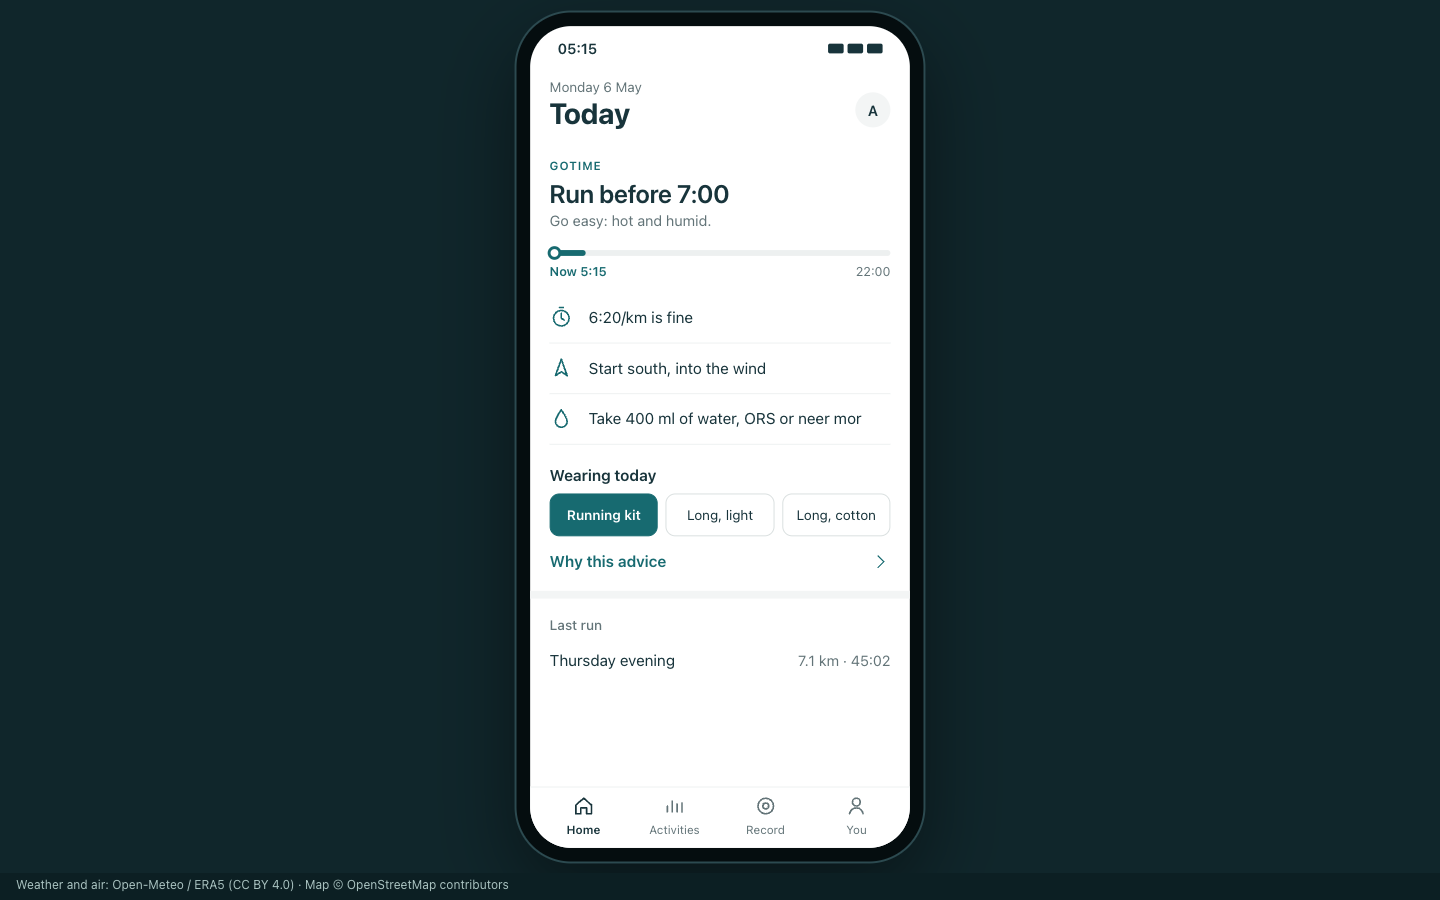 05:15
Monday 6 May
Today
A
GOTIME
Run before 7:00
Go easy: hot and humid.
Now 5:15
22:00
6:20/km is fine
Start south, into the wind
Take 400 ml of water, ORS or neer mor
Wearing today
Running kit
Long, light
Long, cotton
Why this advice
Last run
Thursday evening
7.1 km · 45:02
Home
Activities
Record
You
Weather and air: Open-Meteo / ERA5 (CC BY 4.0) · Map © OpenStreetMap contributors